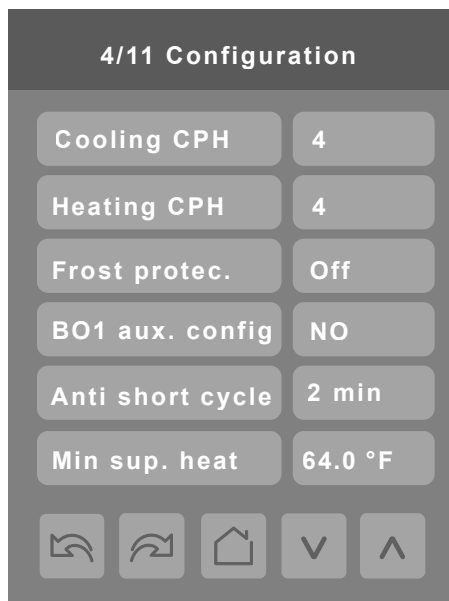 4/11 Configuration
Cooling CPH 4
Heating CPH 4
Frost protec. Off
BO1 aux. config NO
Anti short cycle 2 min
Min sup. heat 64.0 °F